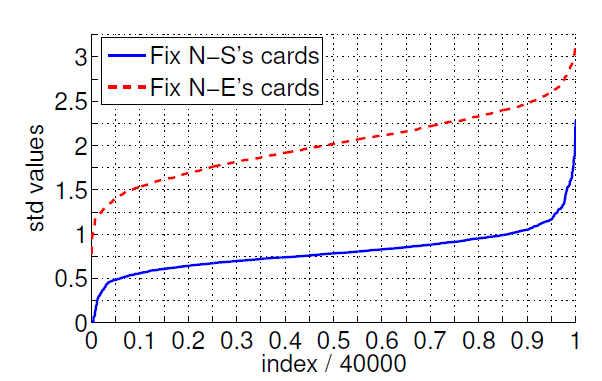 Fix N–S's cards
Fix N–E's cards
std values
3
2.5
2
1.5
1
0.5
0
0 0.1 0.2 0.3 0.4 0.5 0.6 0.7 0.8 0.9 1
index / 40000